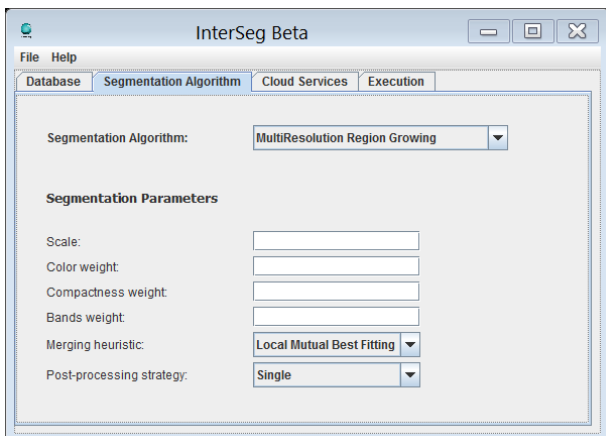 InterSeg Beta
File Help
Database Segmentation Algorithm Cloud Services Execution
Segmentation Algorithm: MultiResolution Region Growing
Segmentation Parameters
Scale:
Color weight:
Compactness weight:
Bands weight:
Merging heuristic: Local Mutual Best Fitting
Post-processing strategy: Single